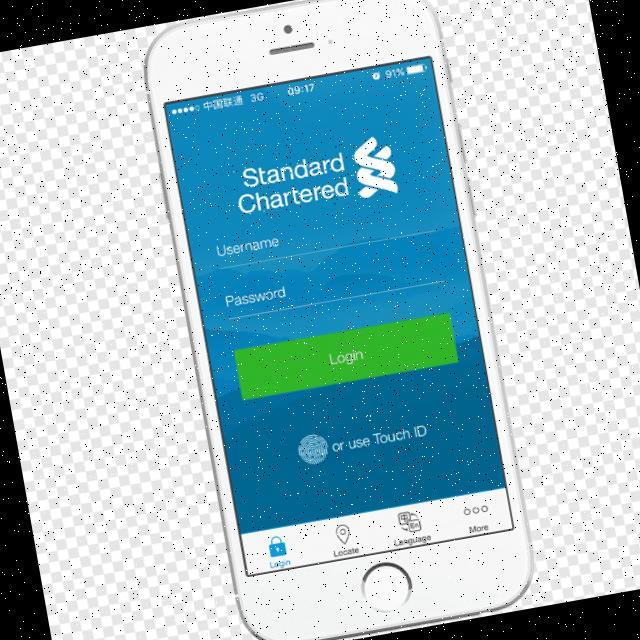 中国联通 3G 09:17 91%
Standard
Chartered
Username
Password
Login
or use Touch ID
Login Locate Language More